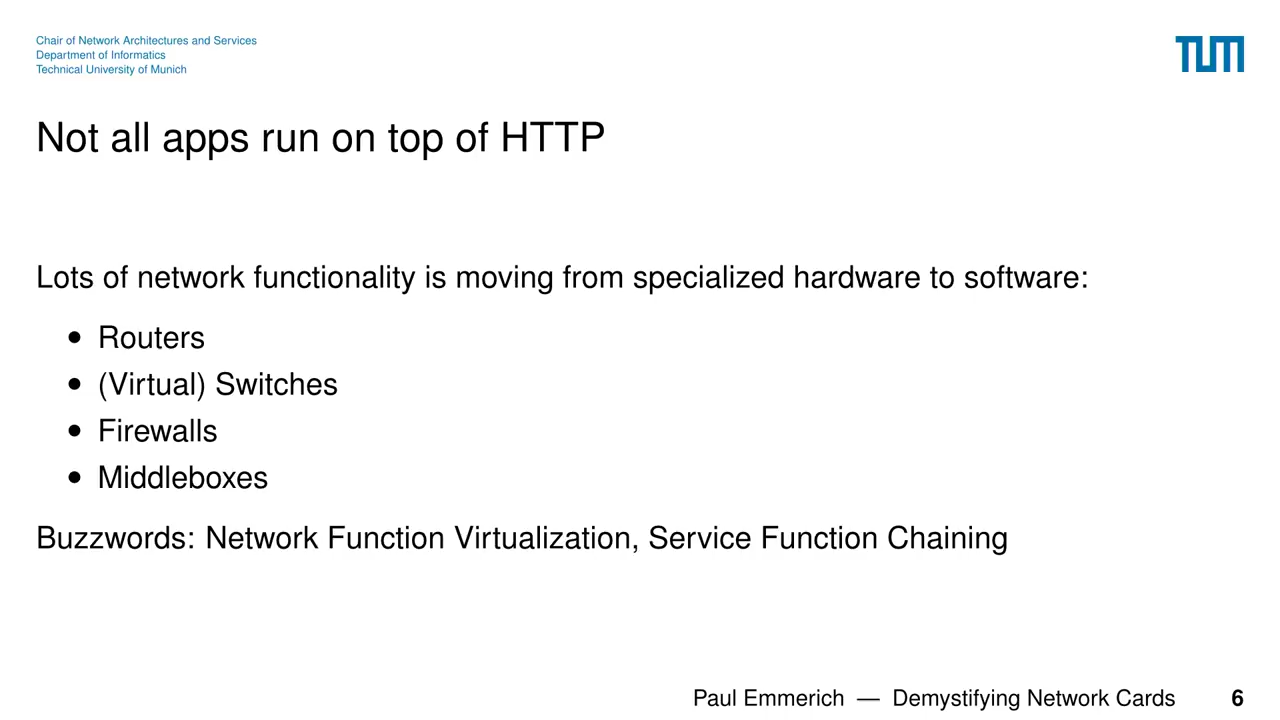 Chair of Network Architectures and Services
Department of Informatics
Technical University of Munich
TUM
Not all apps run on top of HTTP
Lots of network functionality is moving from specialized hardware to software:
• Routers
• (Virtual) Switches
• Firewalls
• Middleboxes
Buzzwords: Network Function Virtualization, Service Function Chaining
Paul Emmerich — Demystifying Network Cards 6